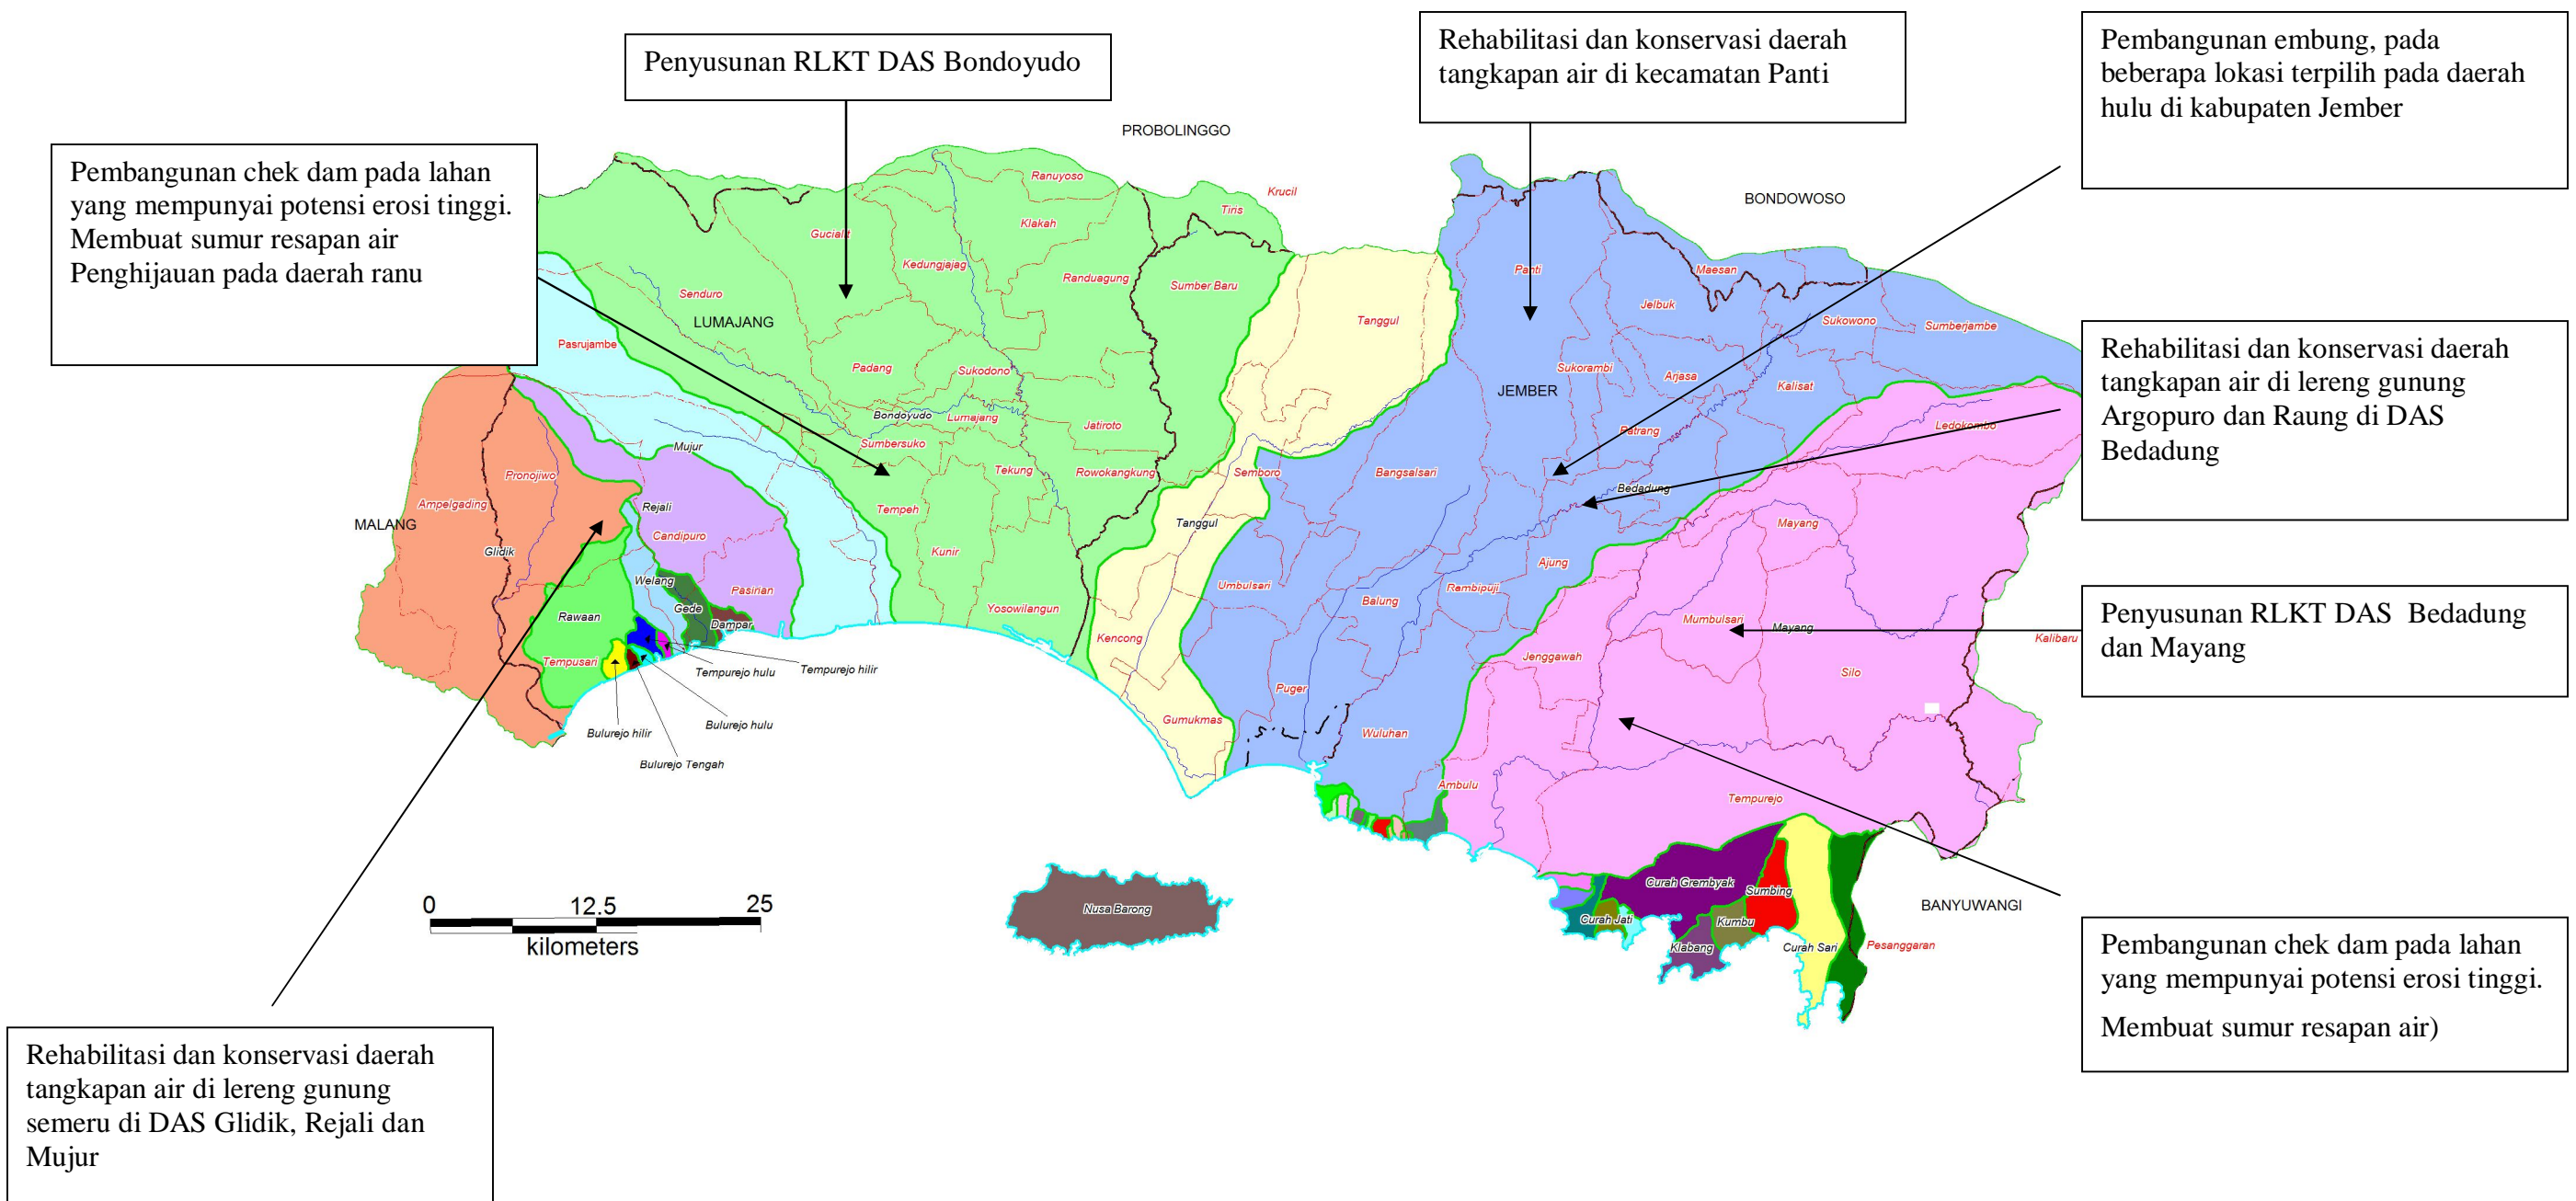 Penyusunan RLKT DAS Bondoyudo
Rehabilitasi dan konservasi daerah
tangkapan air di kecamatan Panti
Pembangunan embung, pada
beberapa lokasi terpilih pada daerah
hulu di kabupaten Jember
Pembangunan chek dam pada lahan
yang mempunyai potensi erosi tinggi.
Membuat sumur resapan air
Penghijauan pada daerah ranu
Rehabilitasi dan konservasi daerah
tangkapan air di lereng gunung
Argopuro dan Raung di DAS
Bedadung
Penyusunan RLKT DAS  Bedadung
dan Mayang
Pembangunan chek dam pada lahan
yang mempunyai potensi erosi tinggi.
Membuat sumur resapan air)
Rehabilitasi dan konservasi daerah
tangkapan air di lereng gunung
semeru di DAS Glidik, Rejali dan
Mujur
PROBOLINGGO
BONDOWOSO
LUMAJANG
JEMBER
MALANG
BANYUWANGI
Ranuyoso
Krucil
Tiris
Klakah
Gucialit
Kedungjajag
Randuagung
Sumber Baru
Senduro
Pasrujambe
Padang
Sukodono
Bondoyudo
Lumajang
Sumbersuko
Jatiroto
Tekung
Rowokangkung
Tempeh
Kunir
Yosowilangun
Mujur
Pronojiwo
Ampelgading
Rejali
Candipuro
Glidik
Welang
Pasirian
Gede
Rawaan
Dampar
Tempusari
Tempurejo hulu
Tempurejo hilir
Bulurejo hulu
Bulurejo hilir
Bulurejo Tengah
Tanggul
Semboro
Tanggul
Kencong
Gumukmas
Panti
Maesan
Jelbuk
Sukowono
Sumberjambe
Sukorambi
Arjasa
Kalisat
Patrang
Bangsalsari
Bedadung
Ledokombo
Mayang
Ajung
Umbulsari
Balung
Rambipuji
Mumbulsari
Mayang
Kalibaru
Jenggawah
Silo
Puger
Wuluhan
Ambulu
Tempurejo
Nusa Barong
Curah Grembyak
Sumbing
Curah Jati
Kumbu
Klabang
Curah Sari
Pesanggaran
0
12.5
25
kilometers